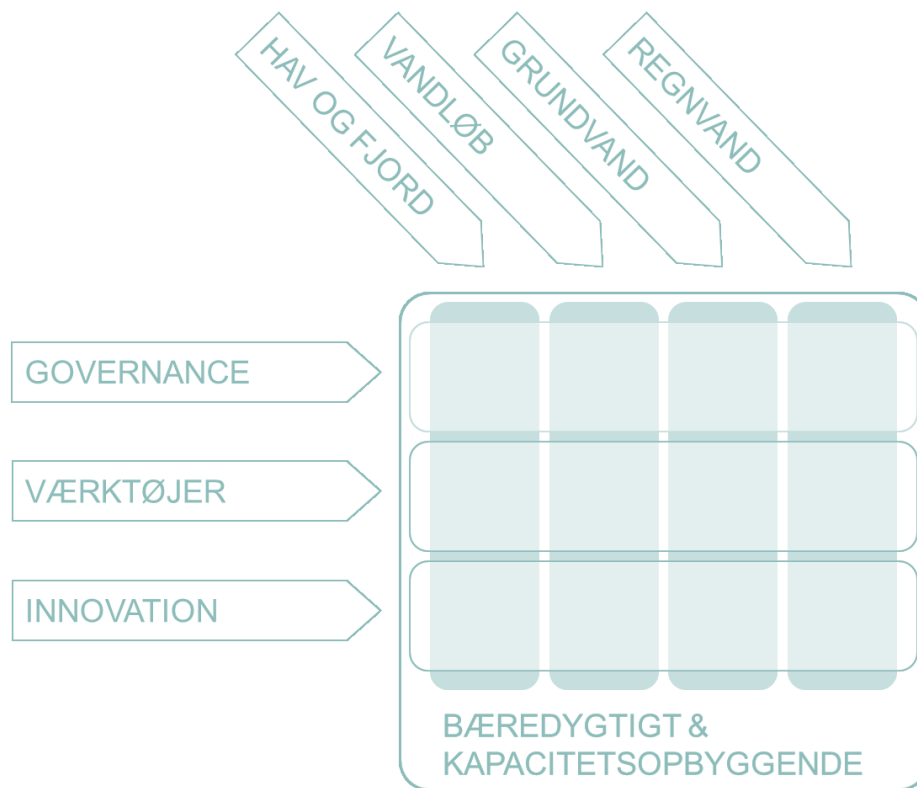 HAV OG FJORD
VANDLØB
GRUNDVAND
REGNVAND
GOVERNANCE
VÆRKTØJER
INNOVATION
BÆREDYGTIGT &
KAPACITETSOPBYGGENDE